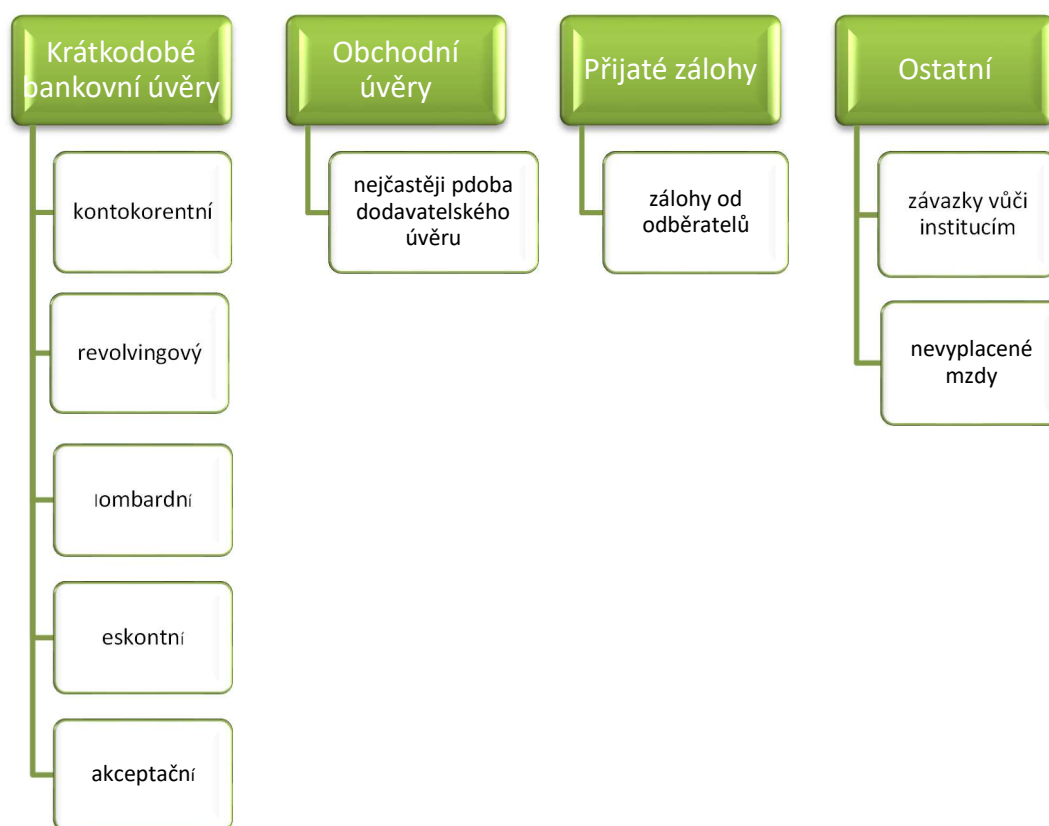 Krátkodobé
bankovní úvěry
kontokorentní
revolvingový
lombardní
eskontní
akceptační
Obchodní
úvěry
nejčastěji pdoba
dodavatelského
úvěru
Přijaté zálohy
zálohy od
odběratelů
Ostatní
závazky vůči
institucím
nevyplacené
mzdy